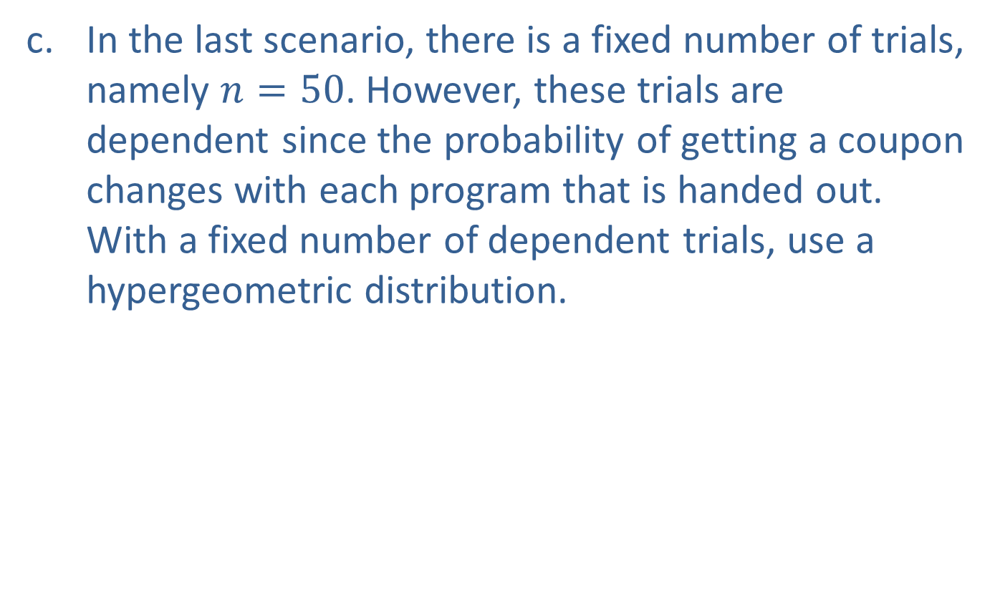 c. In the last scenario, there is a fixed number of trials,
namely n = 50. However, these trials are
dependent since the probability of getting a coupon
changes with each program that is handed out.
With a fixed number of dependent trials, use a
hypergeometric distribution.